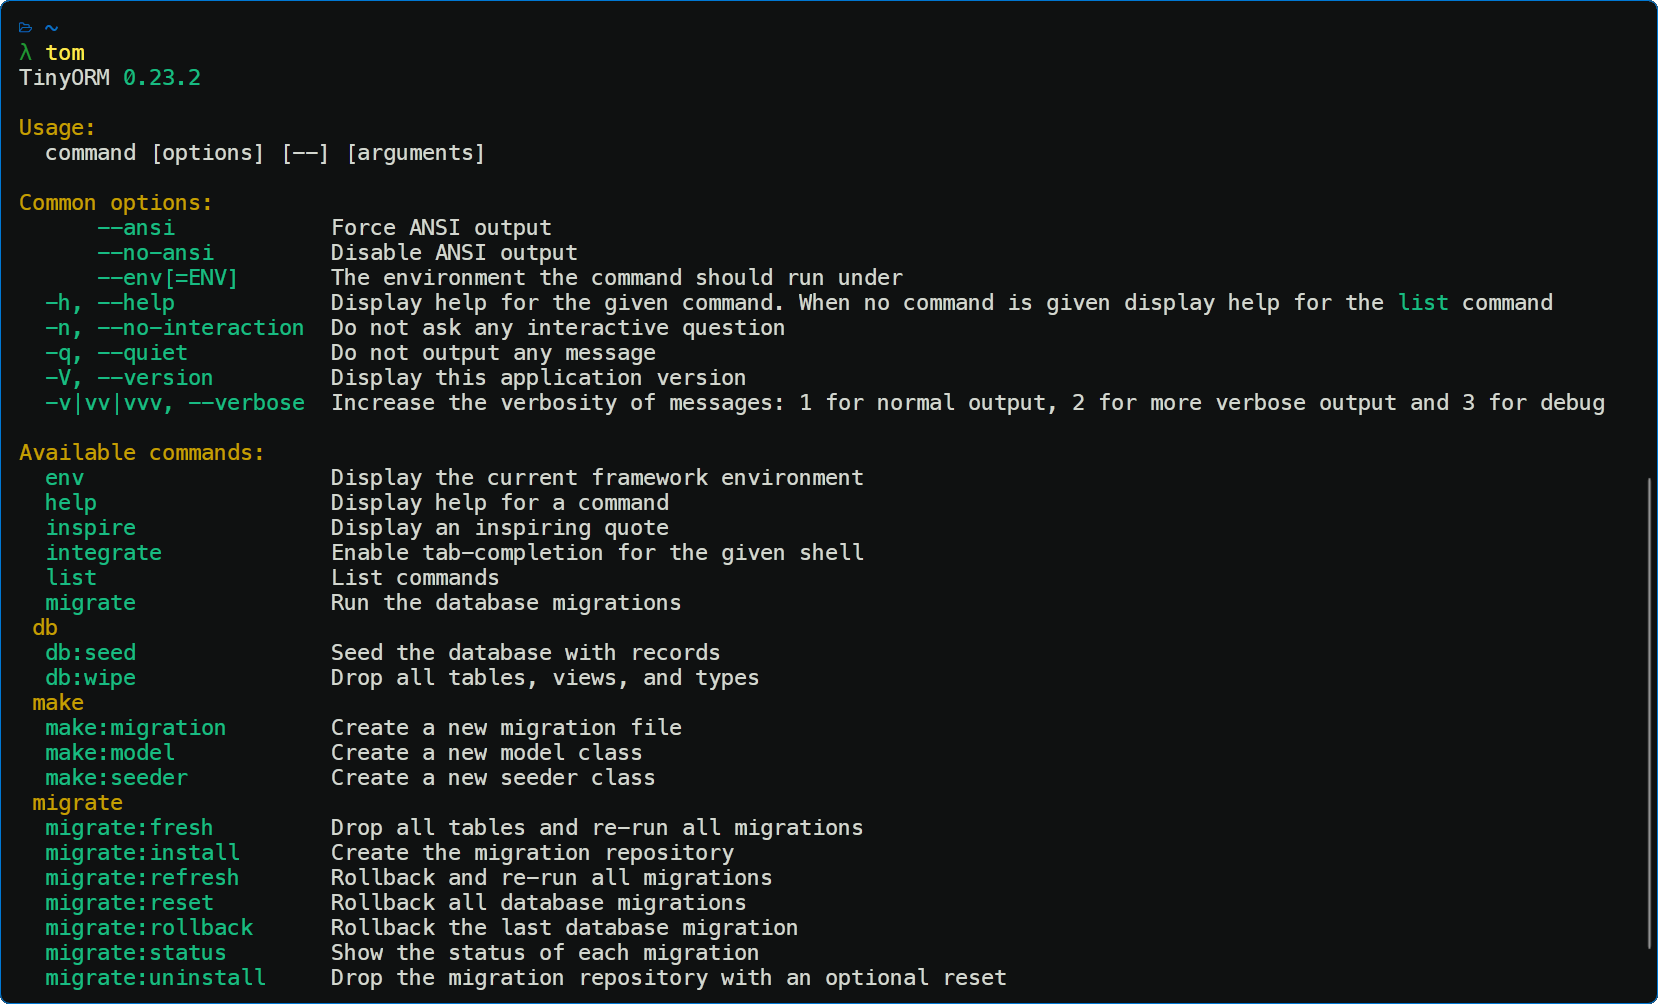 ~
λ tom
TinyORM 0.23.2

Usage:
  command [options] [--] [arguments]

Common options:
      --ansi            Force ANSI output
      --no-ansi         Disable ANSI output
      --env[=ENV]       The environment the command should run under
  -h, --help            Display help for the given command. When no command is given display help for the list command
  -n, --no-interaction  Do not ask any interactive question
  -q, --quiet           Do not output any message
  -V, --version         Display this application version
  -v|vv|vvv, --verbose  Increase the verbosity of messages: 1 for normal output, 2 for more verbose output and 3 for debug

Available commands:
  env                   Display the current framework environment
  help                  Display help for a command
  inspire               Display an inspiring quote
  integrate             Enable tab-completion for the given shell
  list                  List commands
  migrate               Run the database migrations
 db
  db:seed               Seed the database with records
  db:wipe               Drop all tables, views, and types
 make
  make:migration        Create a new migration file
  make:model            Create a new model class
  make:seeder           Create a new seeder class
 migrate
  migrate:fresh         Drop all tables and re-run all migrations
  migrate:install       Create the migration repository
  migrate:refresh       Rollback and re-run all migrations
  migrate:reset         Rollback all database migrations
  migrate:rollback      Rollback the last database migration
  migrate:status        Show the status of each migration
  migrate:uninstall     Drop the migration repository with an optional reset